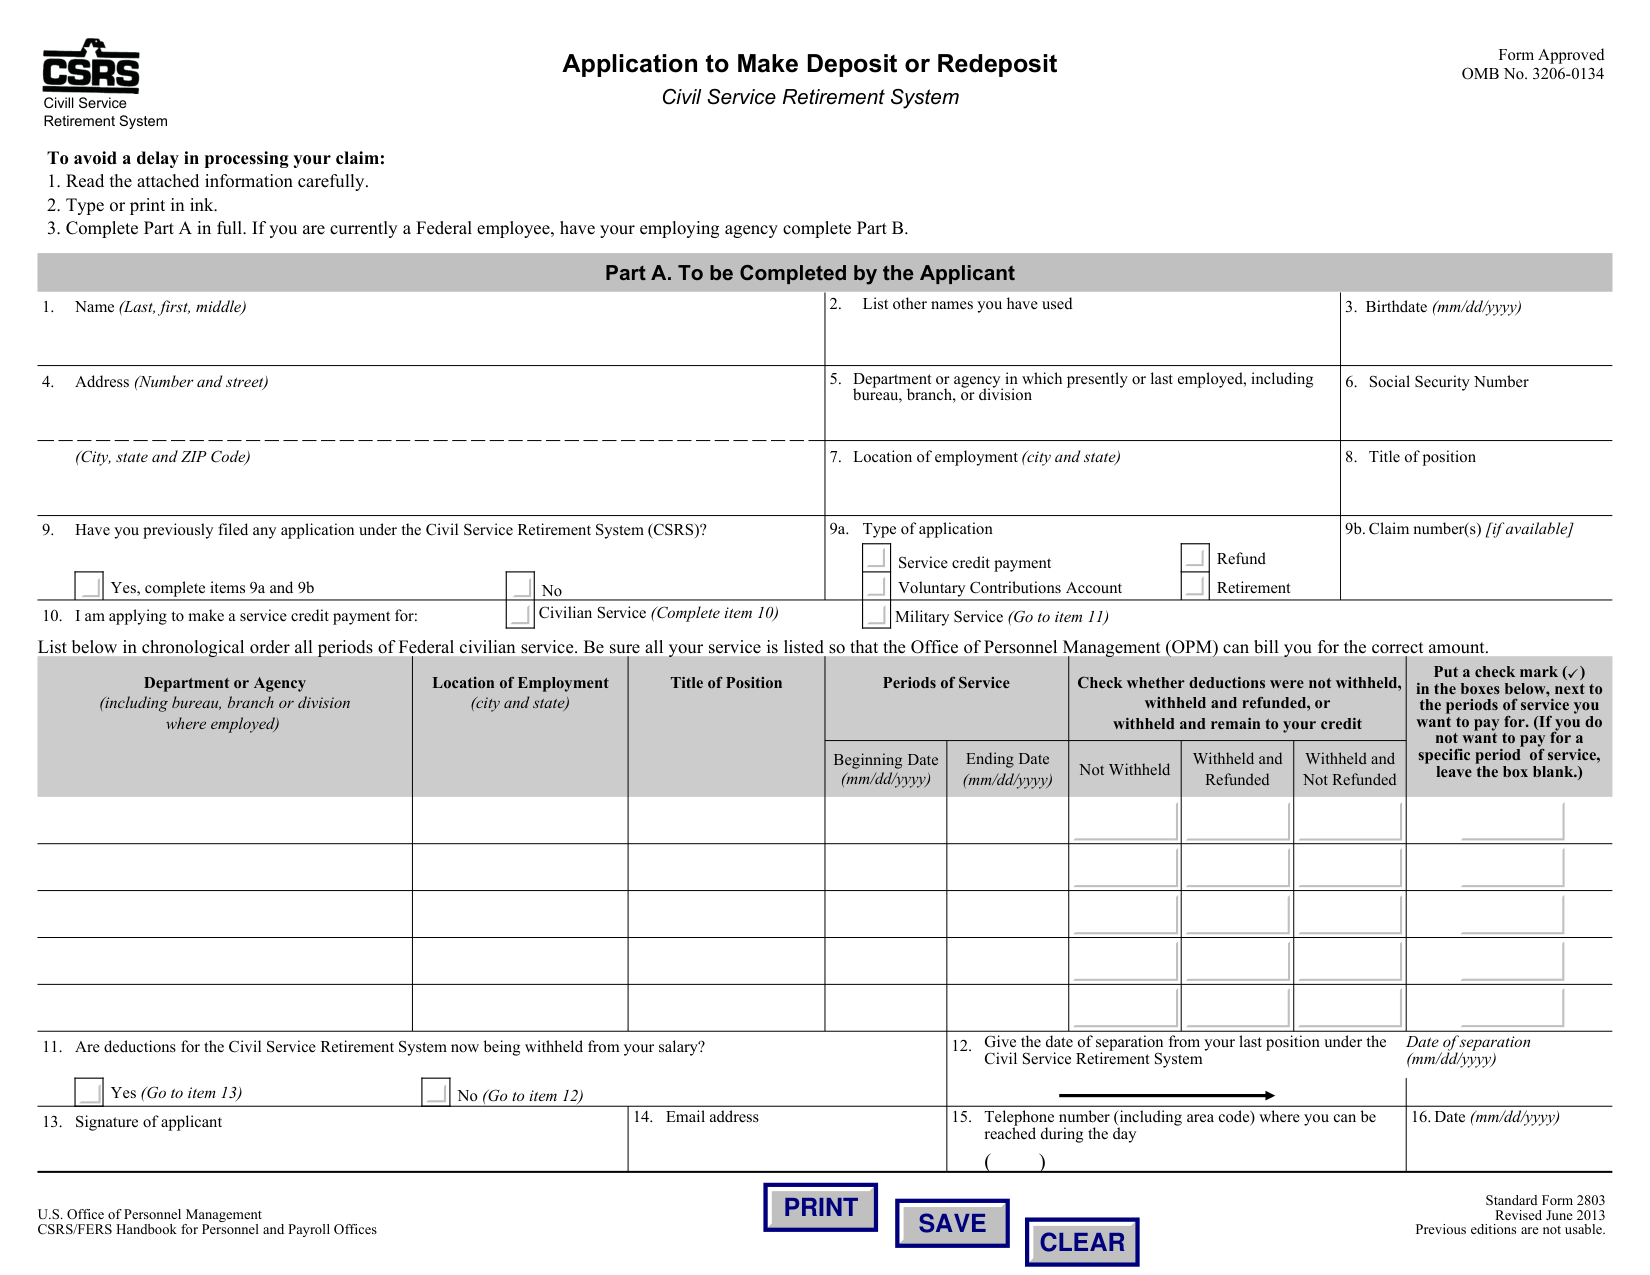 CSRS
Civill Service
Retirement System
Application to Make Deposit or Redeposit
Civil Service Retirement System
Form Approved
OMB No. 3206-0134
To avoid a delay in processing your claim:
1. Read the attached information carefully.
2. Type or print in ink.
3. Complete Part A in full. If you are currently a Federal employee, have your employing agency complete Part B.
Part A. To be Completed by the Applicant
1. Name (Last, first, middle)
2. List other names you have used
3. Birthdate (mm/dd/yyyy)
4. Address (Number and street)
5. Department or agency in which presently or last employed, including
bureau, branch, or division
6. Social Security Number
(City, state and ZIP Code)
7. Location of employment (city and state)
8. Title of position
9. Have you previously filed any application under the Civil Service Retirement System (CSRS)?
Yes, complete items 9a and 9b
No
9a. Type of application
Service credit payment
Refund
Voluntary Contributions Account
Retirement
9b. Claim number(s) [if available]
10. I am applying to make a service credit payment for:
Civilian Service (Complete item 10)
Military Service (Go to item 11)
List below in chronological order all periods of Federal civilian service. Be sure all your service is listed so that the Office of Personnel Management (OPM) can bill you for the correct amount.
Department or Agency
(including bureau, branch or division
where employed)
Location of Employment
(city and state)
Title of Position
Periods of Service
Beginning Date
(mm/dd/yyyy)
Ending Date
(mm/dd/yyyy)
Check whether deductions were not withheld,
withheld and refunded, or
withheld and remain to your credit
Not Withheld
Withheld and
Refunded
Withheld and
Not Refunded
Put a check mark (✓)
in the boxes below, next to
the periods of service you
want to pay for. (If you do
not want to pay for a
specific period of service,
leave the box blank.)
11. Are deductions for the Civil Service Retirement System now being withheld from your salary?
Yes (Go to item 13)
No (Go to item 12)
12. Give the date of separation from your last position under the
Civil Service Retirement System
Date of separation
(mm/dd/yyyy)
13. Signature of applicant
14. Email address
15. Telephone number (including area code) where you can be
reached during the day
( )
16. Date (mm/dd/yyyy)
U.S. Office of Personnel Management
CSRS/FERS Handbook for Personnel and Payroll Offices
PRINT
SAVE
CLEAR
Standard Form 2803
Revised June 2013
Previous editions are not usable.